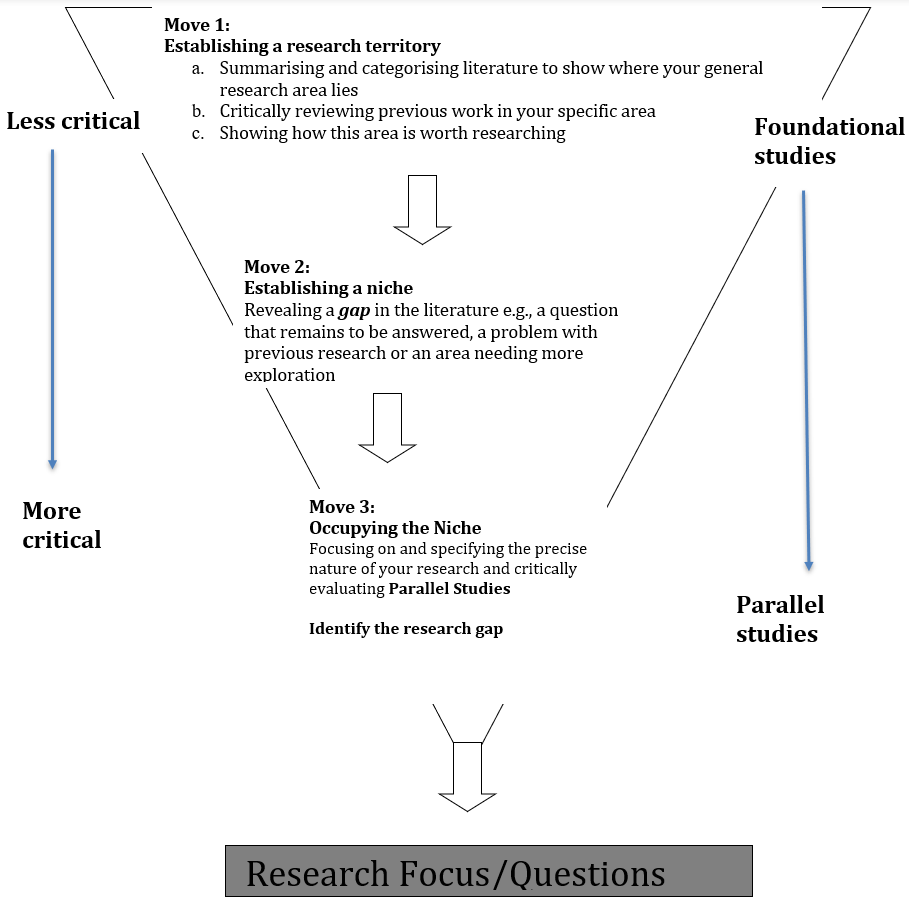 Move 1:
Establishing a research territory
a. Summarising and categorising literature to show where your general
research area lies
b. Critically reviewing previous work in your specific area
c. Showing how this area is worth researching
Less critical
Foundational
studies
Move 2:
Establishing a niche
Revealing a gap in the literature e.g., a question
that remains to be answered, a problem with
previous research or an area needing more
exploration
More
critical
Move 3:
Occupying the Niche
Focusing on and specifying the precise
nature of your research and critically
evaluating Parallel Studies
Identify the research gap
Parallel
studies
Research Focus/Questions